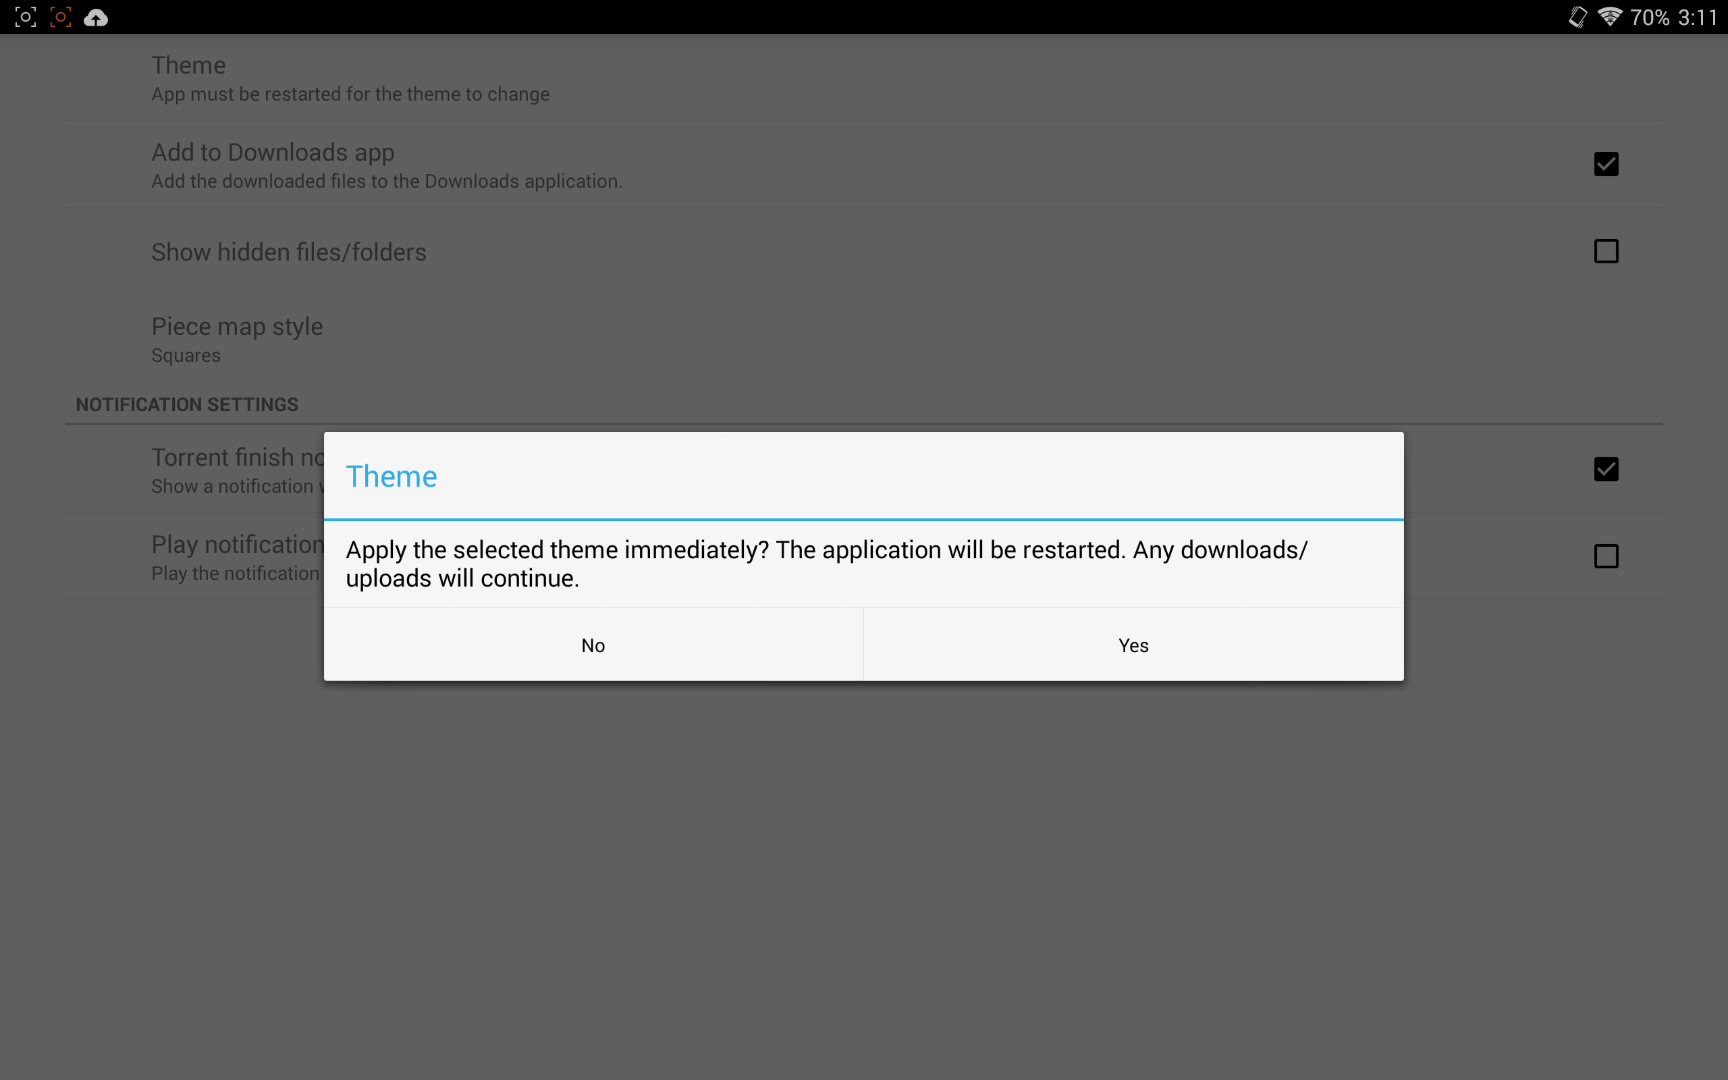 70% 3:11
Theme
App must be restarted for the theme to change
Add to Downloads app
Add the downloaded files to the Downloads application.
Show hidden files/folders
Piece map style
Squares
NOTIFICATION SETTINGS
Torrent finish
Show a notification
Play notification
Play the notification
Theme
Apply the selected theme immediately? The application will be restarted. Any downloads/
uploads will continue.
No
Yes